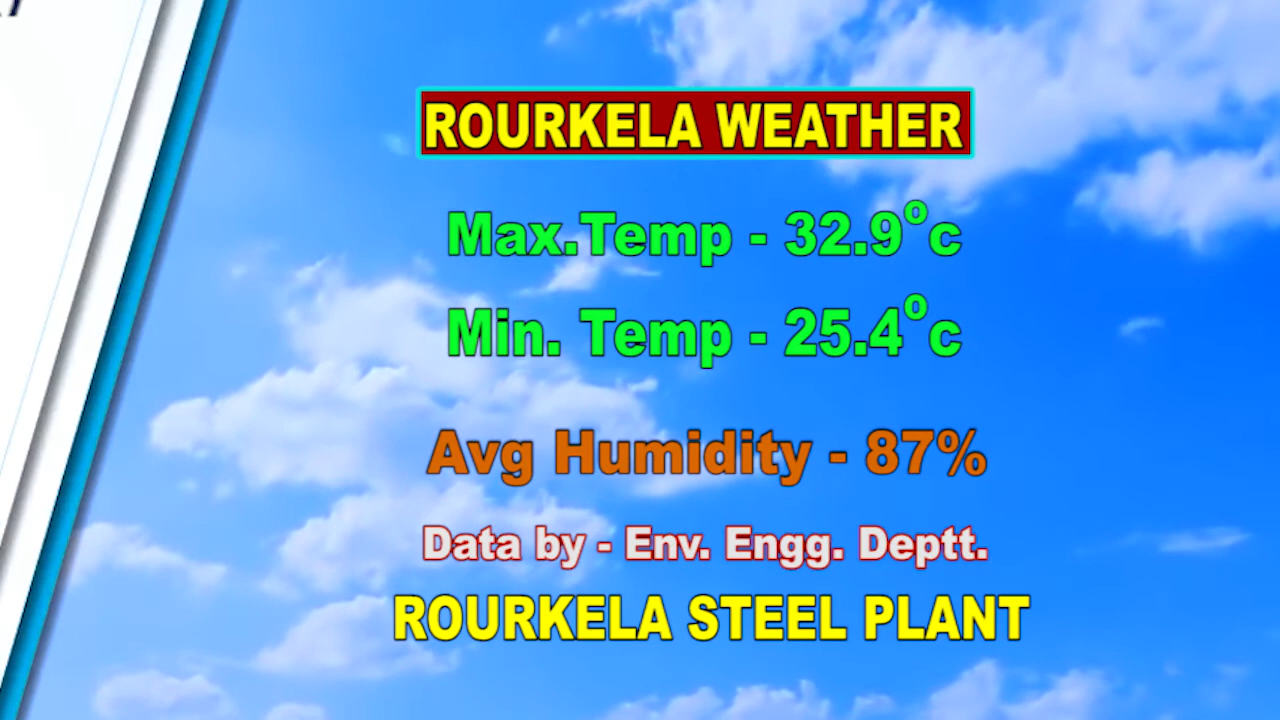 ROURKELA WEATHER
Max.Temp - 32.9°c
Min. Temp - 25.4°c
Avg Humidity - 87%
Data by - Env. Engg. Deptt.
ROURKELA STEEL PLANT